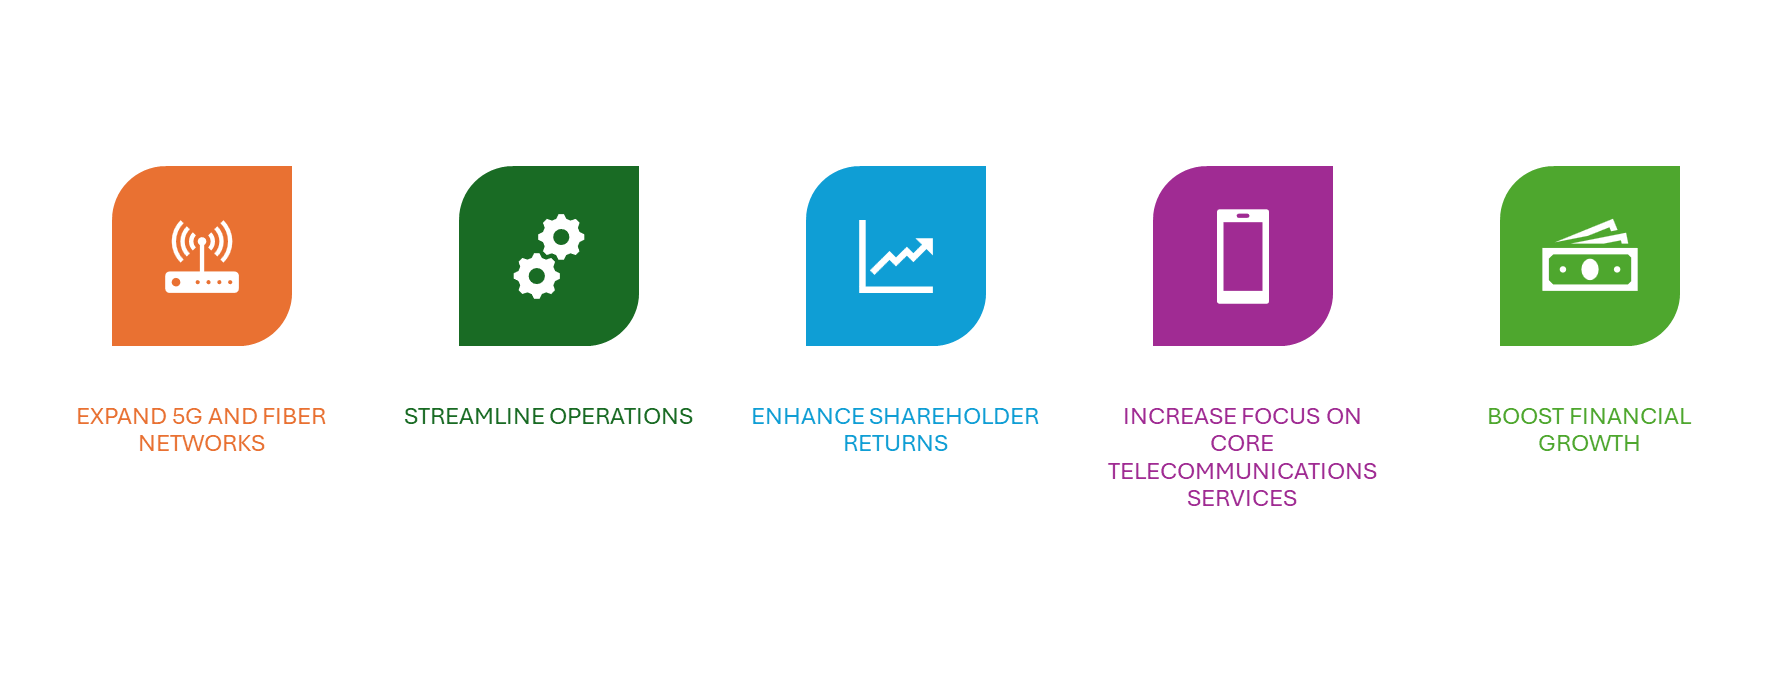 EXPAND 5G AND FIBER
NETWORKS
STREAMLINE OPERATIONS
ENHANCE SHAREHOLDER
RETURNS
INCREASE FOCUS ON
CORE
TELECOMMUNICATIONS
SERVICES
BOOST FINANCIAL
GROWTH